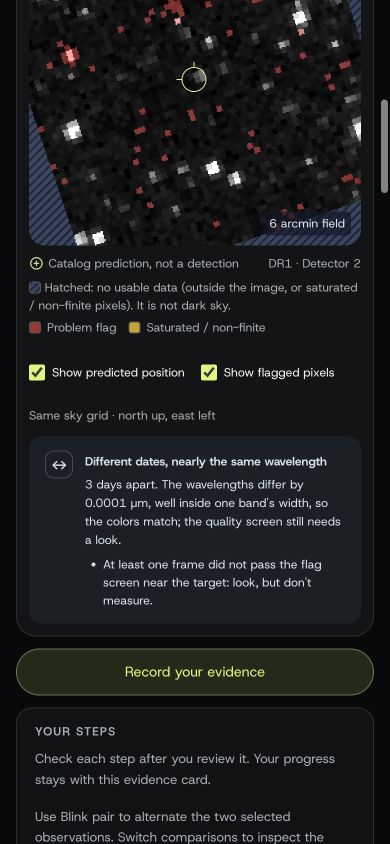 6 arcmin field
Catalog prediction, not a detection
DR1 · Detector 2
Hatched: no usable data (outside the image, or saturated
/ non-finite pixels). It is not dark sky.
Problem flag
Saturated / non-finite
Show predicted position
Show flagged pixels
Same sky grid · north up, east left
Different dates, nearly the same wavelength
3 days apart. The wavelengths differ by
0.0001 μm, well inside one band's width, so
the colors match; the quality screen still needs
a look.
• At least one frame did not pass the flag
screen near the target: look, but don't
measure.
Record your evidence
YOUR STEPS
Check each step after you review it. Your progress
stays with this evidence card.
Use Blink pair to alternate the two selected
observations. Switch comparisons to inspect the